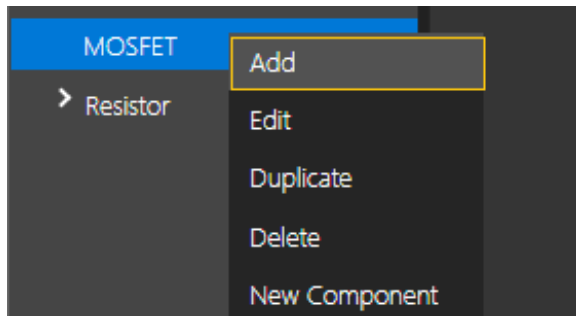 MOSFET
Add
Resistor
Edit
Duplicate
Delete
New Component